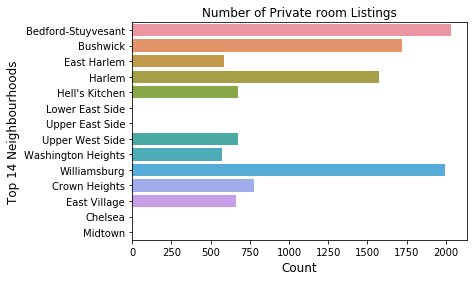 Number of Private room Listings
Top 14 Neighbourhoods
Bedford-Stuyvesant
Bushwick
East Harlem
Harlem
Hell's Kitchen
Lower East Side
Upper East Side
Upper West Side
Washington Heights
Williamsburg
Crown Heights
East Village
Chelsea
Midtown
0 250 500 750 1000 1250 1500 1750 2000
Count